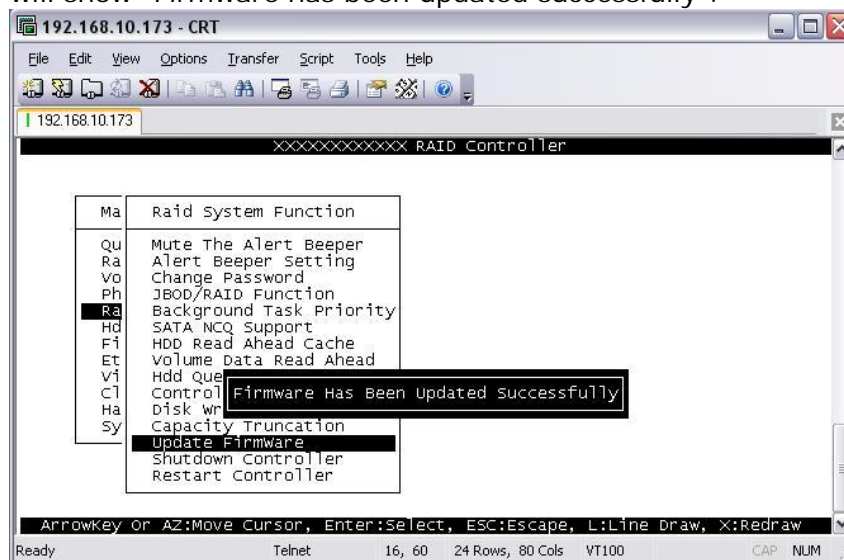 will show "Firmware has been updated successfully".
192.168.10.173 - CRT
File Edit View Options Transfer Script Tools Help
192.168.10.173
XXXXXXXXXXXX RAID Controller
Ma
Raid System Function
Qu
Mute The Alert Beeper
Ra
Alert Beeper Setting
Vo
Change Password
Ph
JBOD/RAID Function
Ra
Background Task Priority
Hd
SATA NCQ Support
Fi
HDD Read Ahead Cache
Et
Volume Data Read Ahead
Vi
Hdd Que
Cl
Control
Firmware Has Been Updated Successfully
Ha
Disk Wr
Sy
Capacity Truncation
Update Firmware
Shutdown Controller
Restart Controller
ArrowKey Or AZ:Move Cursor, Enter:Select, ESC:Escape, L:Line Draw, X:Redraw
Ready Telnet 16, 60 24 Rows, 80 Cols VT100 CAP NUM